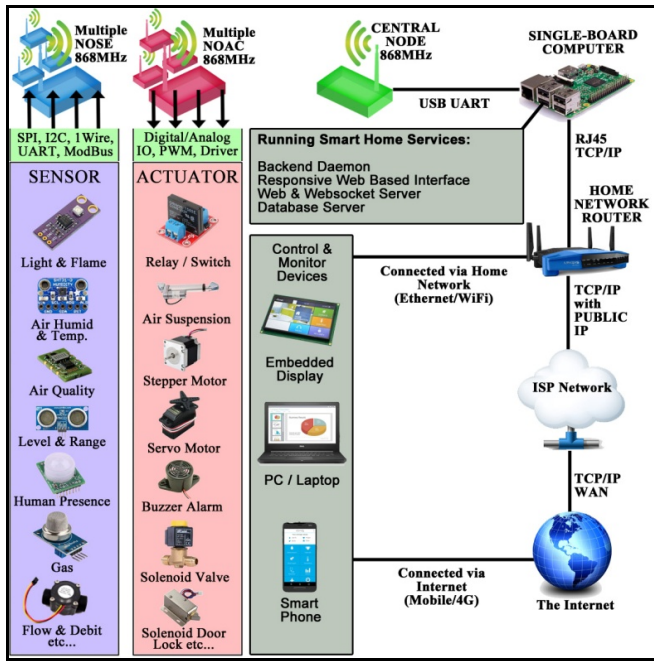 Multiple
NOSE
868MHz
Multiple
NOAC
868MHz
CENTRAL
NODE
868MHz
SINGLE-BOARD
COMPUTER
USB UART
SPI, I2C, 1Wire,
UART, ModBus
Digital/Analog
IO, PWM, Driver
Running Smart Home Services:
Backend Daemon
Responsive Web Based Interface
Web & Websocket Server
Database Server
RJ45
TCP/IP
HOME
NETWORK
ROUTER
SENSOR
Light & Flame
Air Humid
& Temp.
Air Quality
Level & Range
Human Presence
Gas
Flow & Debit
etc...
ACTUATOR
Relay / Switch
Air Suspension
Stepper Motor
Servo Motor
Buzzer Alarm
Solenoid Valve
Solenoid Door
Lock etc...
Control &
Monitor
Devices
Embedded
Display
PC / Laptop
Smart
Phone
Connected via Home
Network
(Ethernet/WiFi)
TCP/IP
with
PUBLIC
IP
ISP Network
TCP/IP
WAN
Connected via
Internet
(Mobile/4G)
The Internet